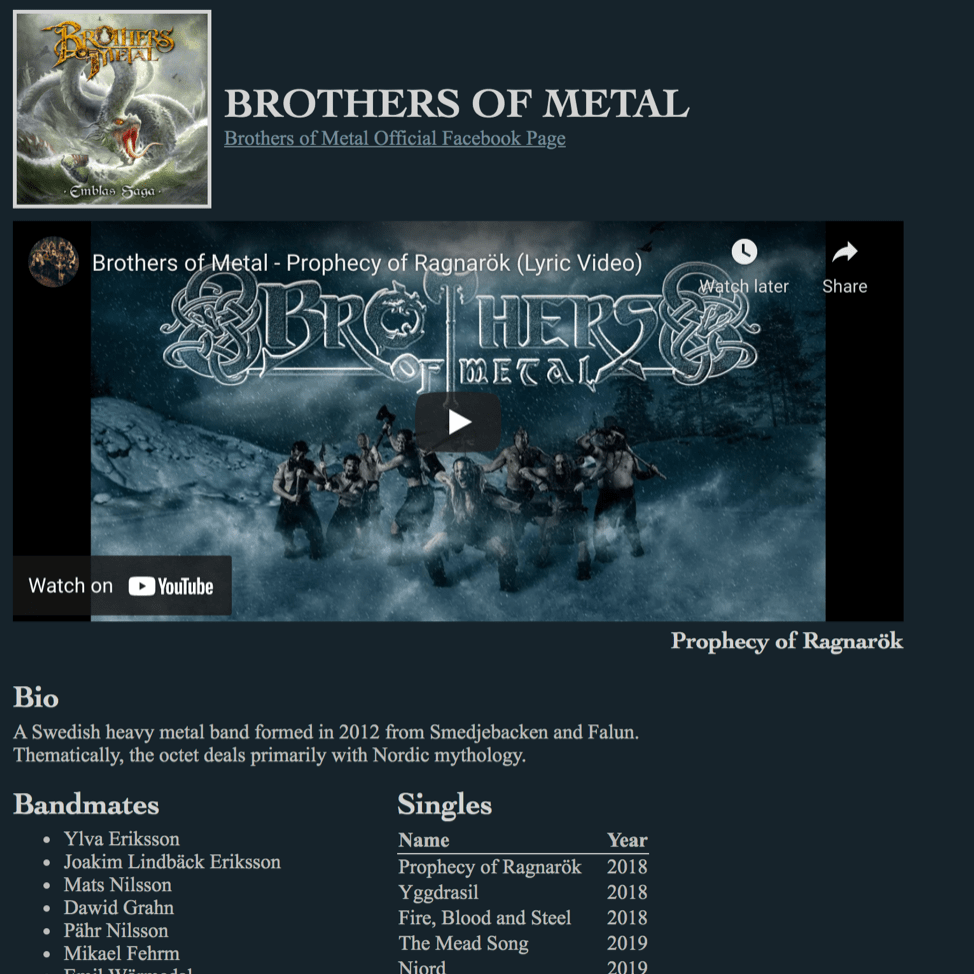 BROTHERS
OF METAL
· Emblas Saga ·
BROTHERS OF METAL
Brothers of Metal Official Facebook Page
Brothers of Metal - Prophecy of Ragnarök (Lyric Video)
Watch later
Share
BROTHERS
OF METAL
Watch on YouTube
Prophecy of Ragnarök
Bio
A Swedish heavy metal band formed in 2012 from Smedjebacken and Falun.
Thematically, the octet deals primarily with Nordic mythology.
Bandmates
Ylva Eriksson
Joakim Lindbäck Eriksson
Mats Nilsson
Dawid Grahn
Pähr Nilsson
Mikael Fehrm
Singles
Name Year
Prophecy of Ragnarök 2018
Yggdrasil 2018
Fire, Blood and Steel 2018
The Mead Song 2019
Njord 2019